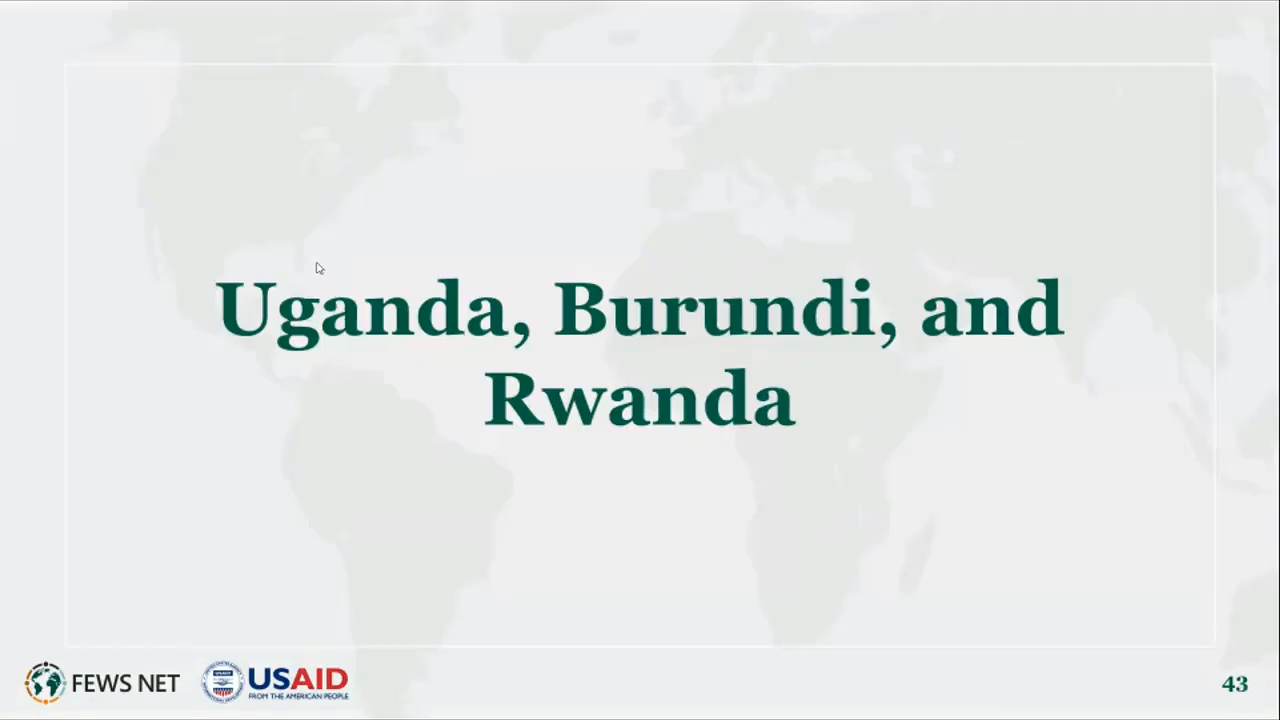 Uganda, Burundi, and
Rwanda
FEWS NET
USAID
FROM THE AMERICAN PEOPLE
43